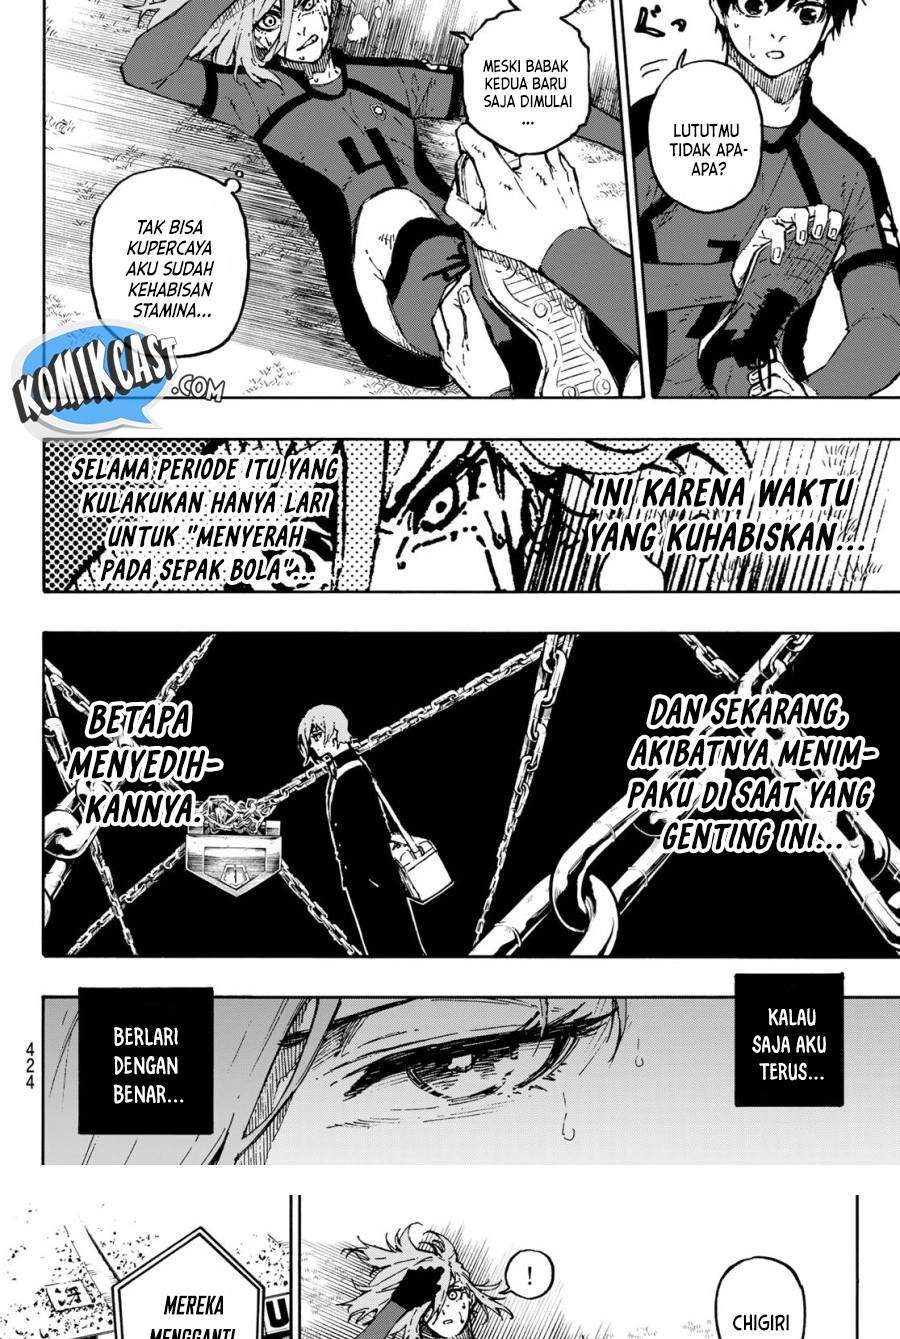 LUTUTMU
TIDAK APA-
APA?
MESKI BABAK
KEDUA BARU
SAJA DIMULAI
...
TAK BISA
KUPERCAYA
AKU SUDAH
KEHABISAN
STAMINA...
4
KOMIKCAST
.COM
INI KARENA WAKTU
YANG KUHABISKAN...
SELAMA PERIODE ITU YANG
KULAKUKAN HANYA LARI
UNTUK "MENYERAH
PADA SEPAK BOLA"...
DAN SEKARANG,
AKIBATNYA MENIM-
PAKU DI SAAT YANG
GENTING INI...
BETAPA
MENYEDIH-
KANNYA.
KALAU
SAJA AKU
TERUS...
BERLARI
DENGAN
BENAR...
424
CHIGIRI
!
MEREKA
MENGGANTI